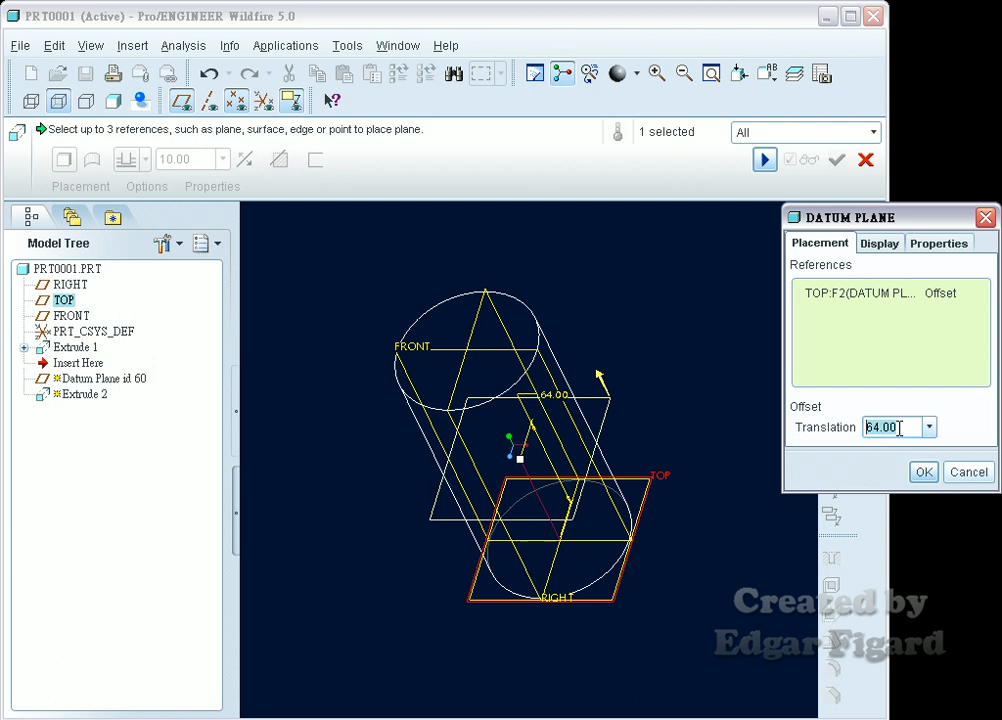 PRT0001 (Active) - Pro/ENGINEER Wildfire 5.0
File Edit View Insert Analysis Info Applications Tools Window Help
Select up to 3 references, such as plane, surface, edge or point to place plane.
1 selected
All
10.00
Placement Options Properties
Model Tree
PRT0001.PRT
RIGHT
TOP
FRONT
PRT_CSYS_DEF
Extrude 1
Insert Here
Datum Plane id 60
Extrude 2
FRONT
64.00
TOP
RIGHT
DATUM PLANE
Placement Display Properties
References
TOP:F2(DATUM PL... Offset
Offset
Translation 64.00
OK Cancel
Created by
Edgar Figard